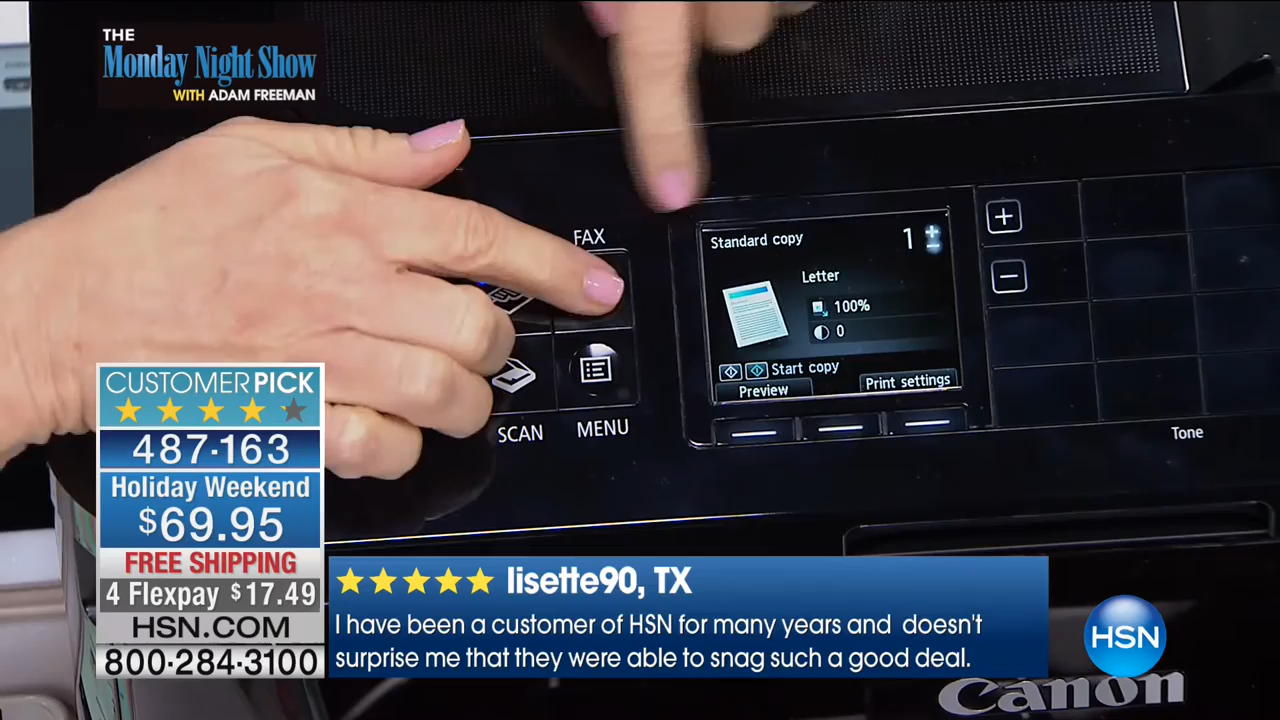 THE
Monday Night Show
WITH ADAM FREEMAN
FAX
SCAN
MENU
Standard copy
1
Letter
100%
0
Start copy
Preview
Print settings
+
−
Tone
CUSTOMER PICK
487·163
Holiday Weekend
$69.95
FREE SHIPPING
4 Flexpay $17.49
HSN.COM
800·284·3100
lisette90, TX
I have been a customer of HSN for many years and doesn't
surprise me that they were able to snag such a good deal.
HSN
Canon